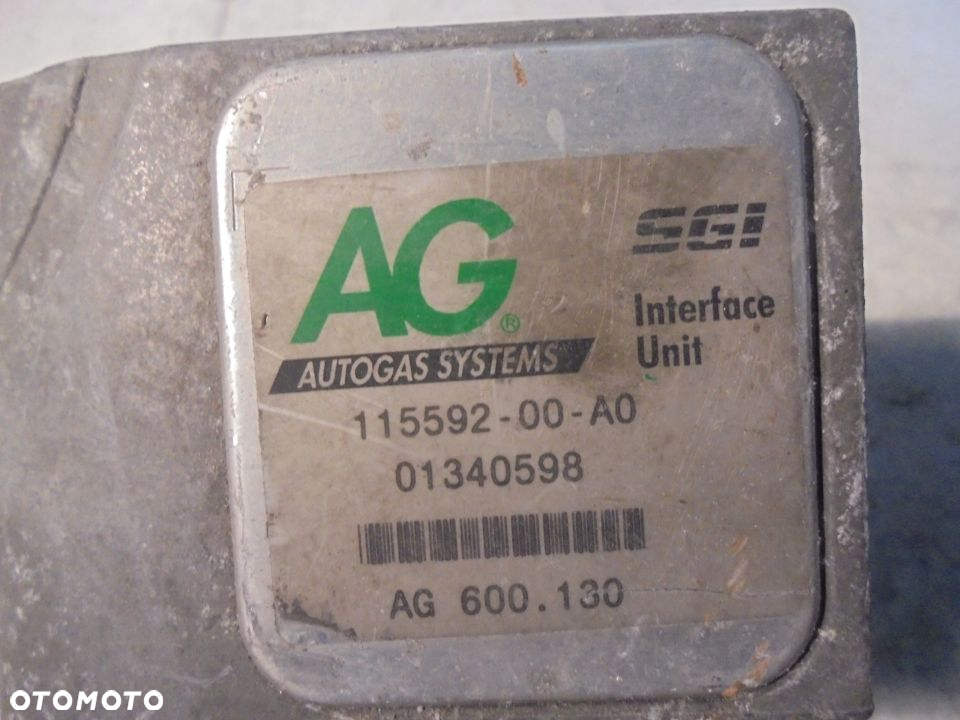 AG®
AUTOGAS SYSTEMS
SGI
Interface
Unit
115592-00-A0
01340598
AG 600.130
OTOMOTO